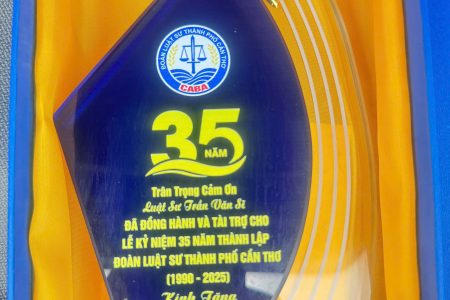 ĐOÀN LUẬT SƯ THÀNH PHỐ CẦN THƠ
CABA
35
NĂM
Trân Trọng Cảm Ơn
Luật Sư Trần Văn Sĩ
ĐÃ ĐỒNG HÀNH VÀ TÀI TRỢ CHO
LỄ KỶ NIỆM 35 NĂM THÀNH LẬP
ĐOÀN LUẬT SƯ THÀNH PHỐ CẦN THƠ
(1990 - 2025)
Kính Tặng